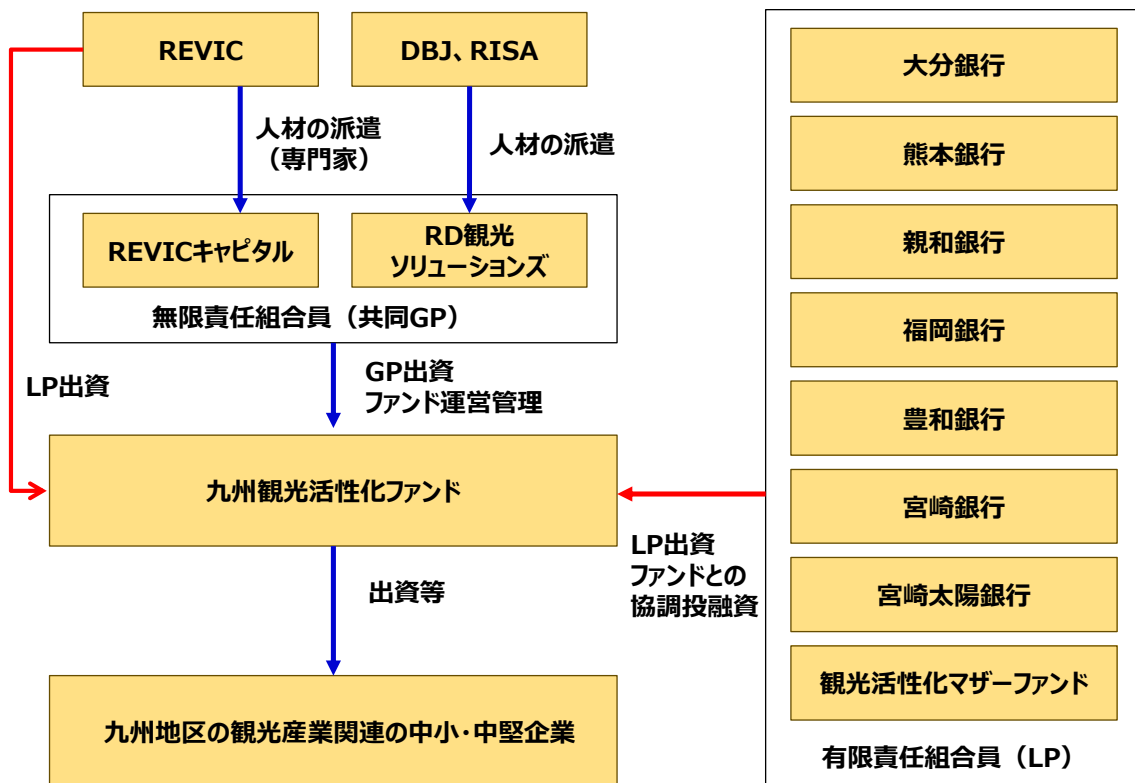 REVIC
DBJ、RISA
人材の派遣
（専門家）
人材の派遣
REVICキャピタル
RD観光
ソリューションズ
無限責任組合員（共同GP）
LP出資
GP出資
ファンド運営管理
九州観光活性化ファンド
出資等
九州地区の観光産業関連の中小・中堅企業
LP出資
ファンドとの
協調投融資
大分銀行
熊本銀行
親和銀行
福岡銀行
豊和銀行
宮崎銀行
宮崎太陽銀行
観光活性化マザーファンド
有限責任組合員（LP）